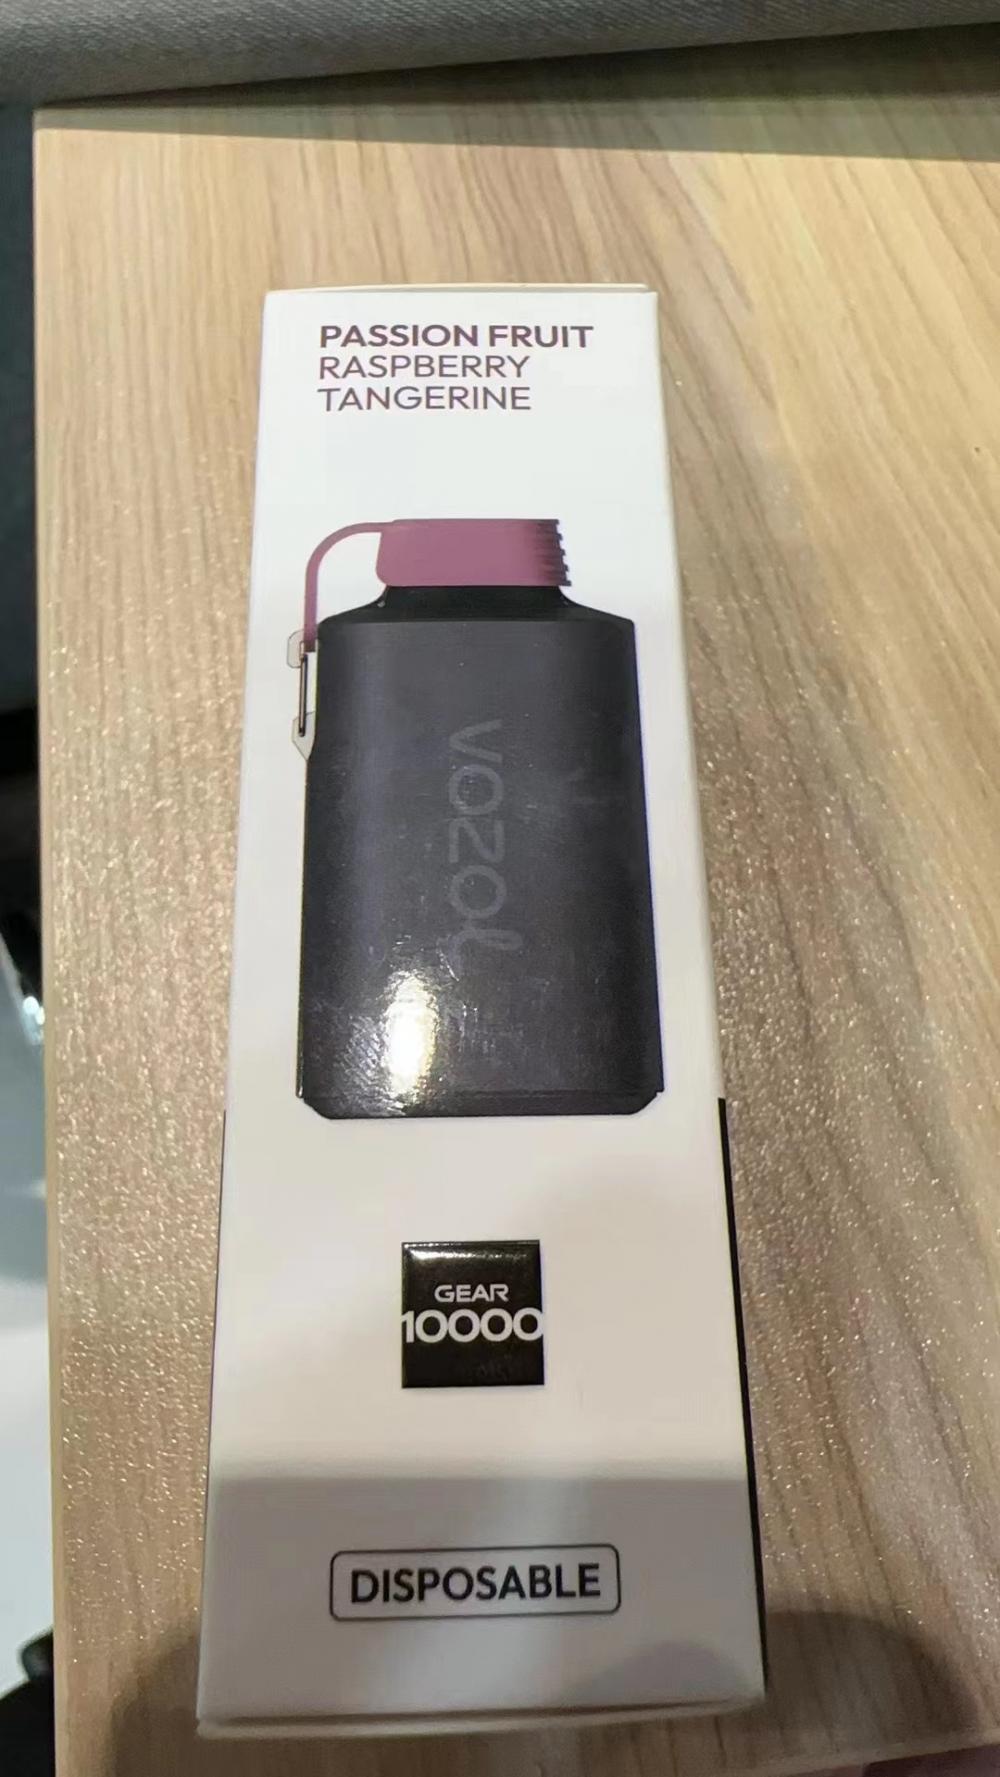 PASSION FRUIT
RASPBERRY
TANGERINE
VOZOL
GEAR
10000
DISPOSABLE